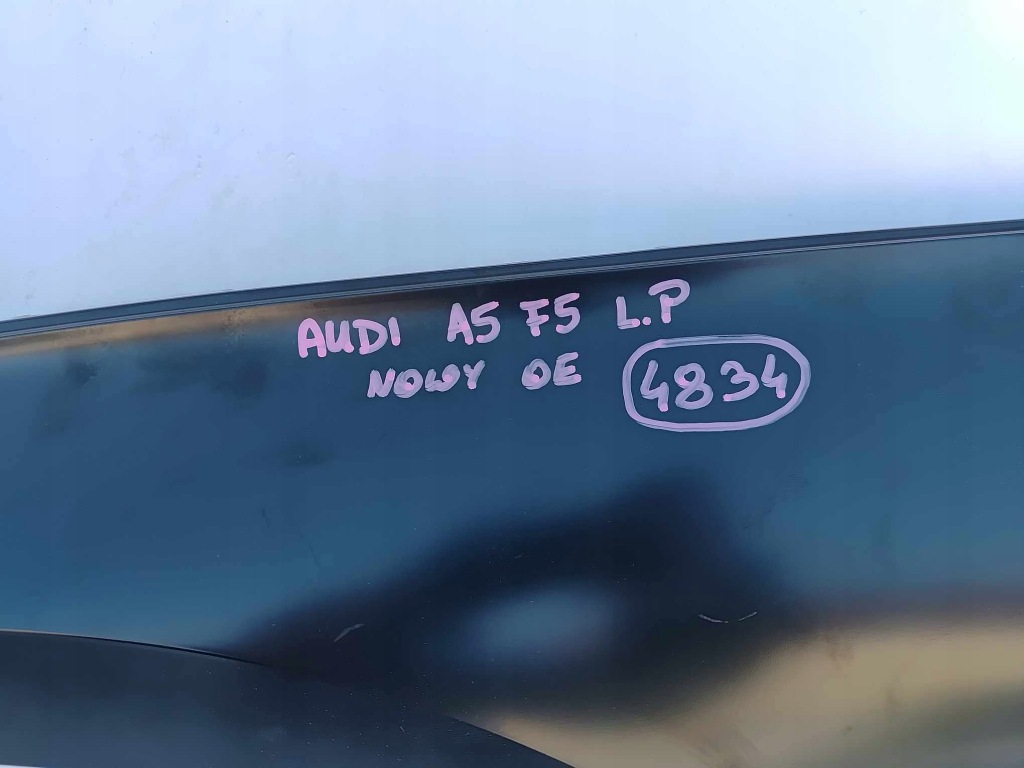 AUDI A5 F5 L.P
NOWY OE 4834